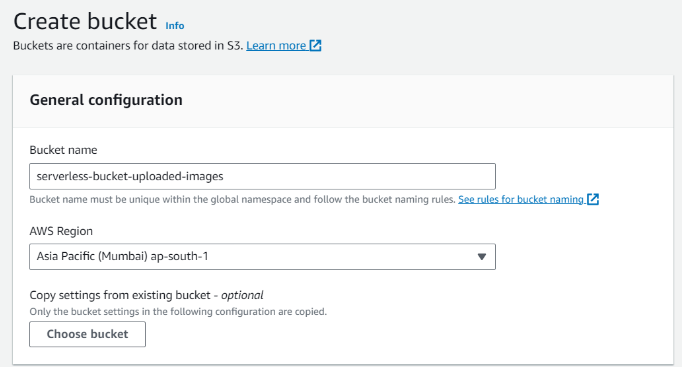 Create bucket Info
Buckets are containers for data stored in S3. Learn more
General configuration
Bucket name
serverless-bucket-uploaded-images
Bucket name must be unique within the global namespace and follow the bucket naming rules. See rules for bucket naming
AWS Region
Asia Pacific (Mumbai) ap-south-1
Copy settings from existing bucket - optional
Only the bucket settings in the following configuration are copied.
Choose bucket